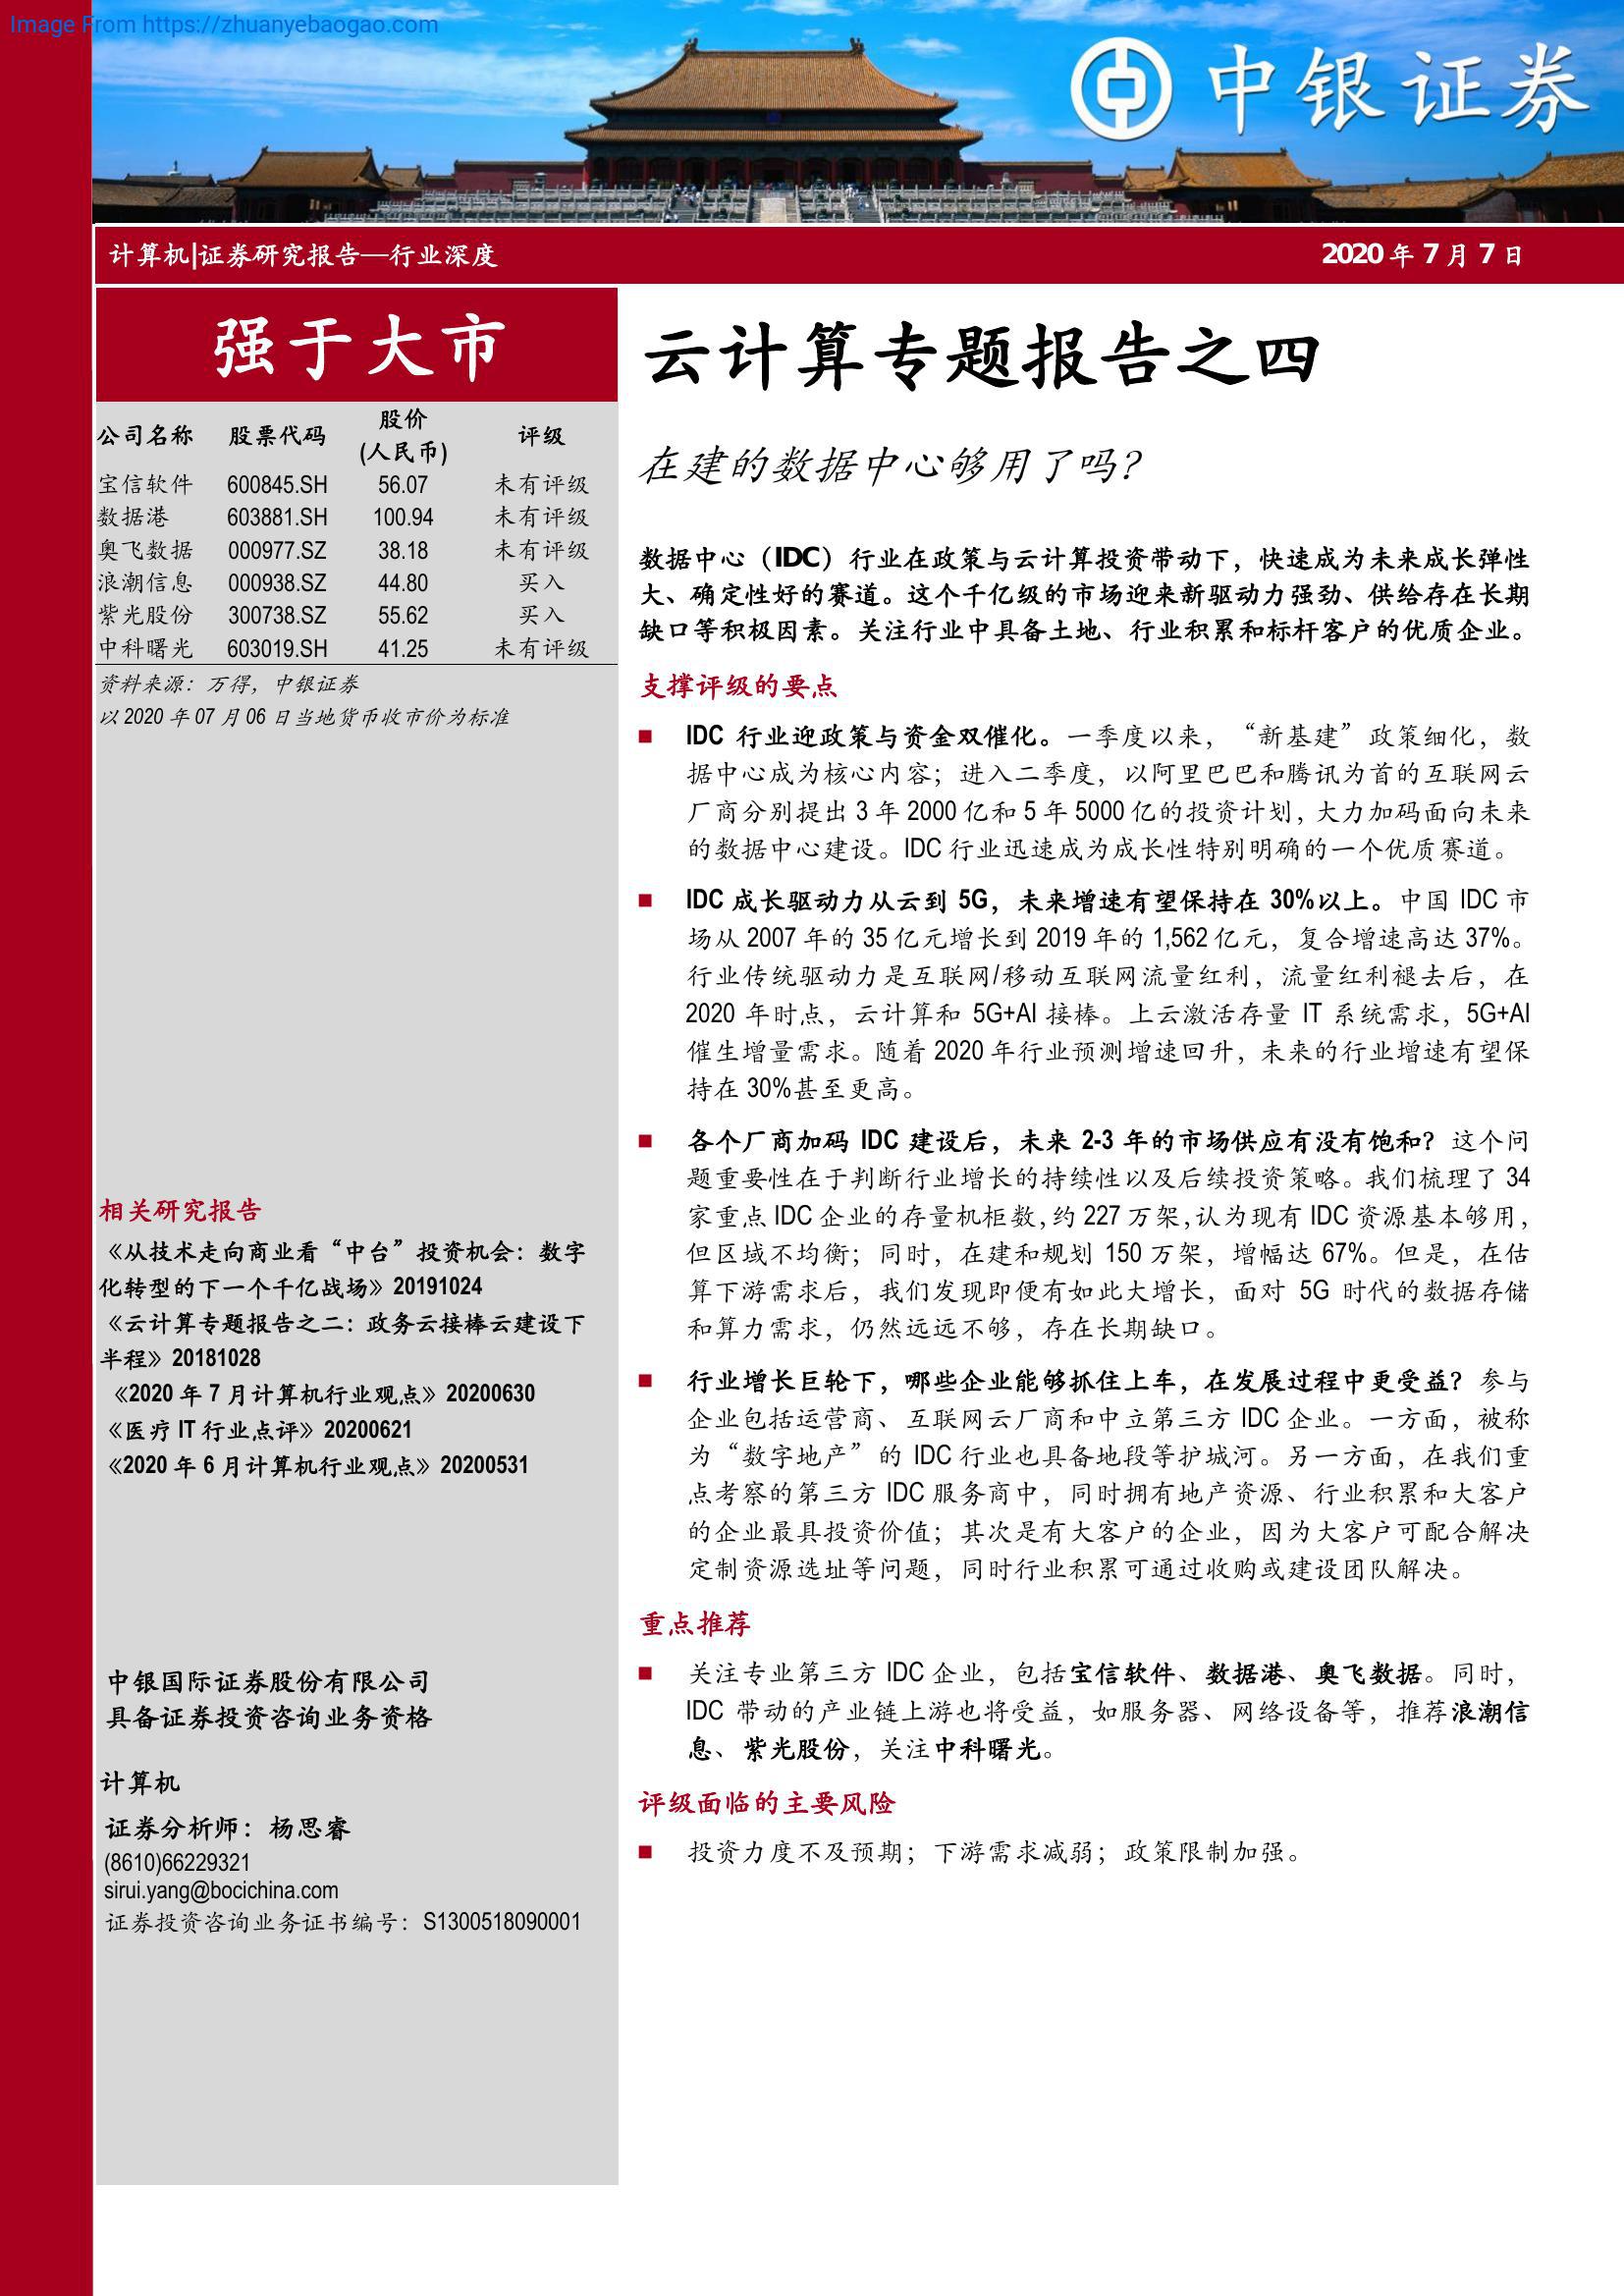 Image From https://zhuanyebaogao.com
中银证券
计算机|证券研究报告—行业深度
2020 年 7 月 7 日
强于大市
公司名称 股票代码 股价 (人民币) 评级
宝信软件 600845.SH 56.07 未有评级
数据港 603881.SH 100.94 未有评级
奥飞数据 000977.SZ 38.18 未有评级
浪潮信息 000938.SZ 44.80 买入
紫光股份 300738.SZ 55.62 买入
中科曙光 603019.SH 41.25 未有评级
资料来源：万得，中银证券
以 2020 年 07 月 06 日当地货币收市价为标准
相关研究报告
《从技术走向商业看“中台”投资机会：数字
化转型的下一个千亿战场》20191024
《云计算专题报告之二：政务云接棒云建设下
半程》20181028
《2020 年 7 月计算机行业观点》20200630
《医疗 IT 行业点评》20200621
《2020 年 6 月计算机行业观点》20200531
中银国际证券股份有限公司
具备证券投资咨询业务资格
计算机
证券分析师：杨思睿
(8610)66229321
sirui.yang@bocichina.com
证券投资咨询业务证书编号：S1300518090001
云计算专题报告之四
在建的数据中心够用了吗？
数据中心（IDC）行业在政策与云计算投资带动下，快速成为未来成长弹性
大、确定性好的赛道。这个千亿级的市场迎来新驱动力强劲、供给存在长期
缺口等积极因素。关注行业中具备土地、行业积累和标杆客户的优质企业。
支撑评级的要点
■ IDC 行业迎政策与资金双催化。一季度以来，“新基建”政策细化，数
据中心成为核心内容；进入二季度，以阿里巴巴和腾讯为首的互联网云
厂商分别提出 3 年 2000 亿和 5 年 5000 亿的投资计划，大力加码面向未来
的数据中心建设。IDC 行业迅速成为成长性特别明确的一个优质赛道。
■ IDC 成长驱动力从云到 5G，未来增速有望保持在 30%以上。中国 IDC 市
场从 2007 年的 35 亿元增长到 2019 年的 1,562 亿元，复合增速高达 37%。
行业传统驱动力是互联网/移动互联网流量红利，流量红利褪去后，在
2020 年时点，云计算和 5G+AI 接棒。上云激活存量 IT 系统需求，5G+AI
催生增量需求。随着 2020 年行业预测增速回升，未来的行业增速有望保
持在 30%甚至更高。
■ 各个厂商加码 IDC 建设后，未来 2-3 年的市场供应有没有饱和？这个问
题重要性在于判断行业增长的持续性以及后续投资策略。我们梳理了 34
家重点 IDC 企业的存量机柜数，约 227 万架，认为现有 IDC 资源基本够用，
但区域不均衡；同时，在建和规划 150 万架，增幅达 67%。但是，在估
算下游需求后，我们发现即便有如此大增长，面对 5G 时代的数据存储
和算力需求，仍然远远不够，存在长期缺口。
■ 行业增长巨轮下，哪些企业能够抓住上车，在发展过程中更受益？参与
企业包括运营商、互联网云厂商和中立第三方 IDC 企业。一方面，被称
为“数字地产”的 IDC 行业也具备地段等护城河。另一方面，在我们重
点考察的第三方 IDC 服务商中，同时拥有地产资源、行业积累和大客户
的企业最具投资价值；其次是有大客户的企业，因为大客户可配合解决
定制资源选址等问题，同时行业积累可通过收购或建设团队解决。
重点推荐
■ 关注专业第三方 IDC 企业，包括宝信软件、数据港、奥飞数据。同时，
IDC 带动的产业链上游也将受益，如服务器、网络设备等，推荐浪潮信
息、紫光股份，关注中科曙光。
评级面临的主要风险
■ 投资力度不及预期；下游需求减弱；政策限制加强。